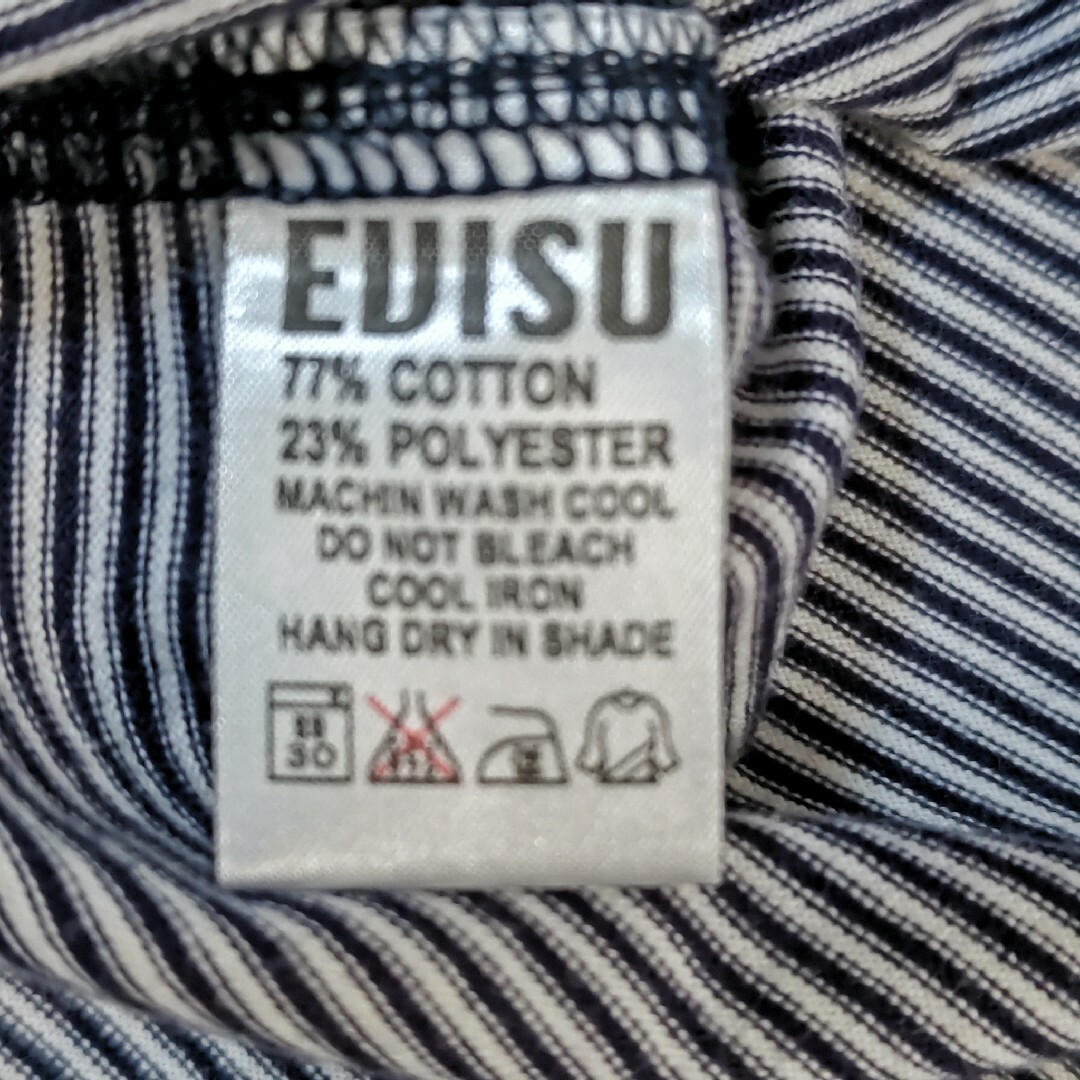 EVISU
77% COTTON
23% POLYESTER
MACHIN WASH COOL
DO NOT BLEACH
COOL IRON
HANG DRY IN SHADE
30